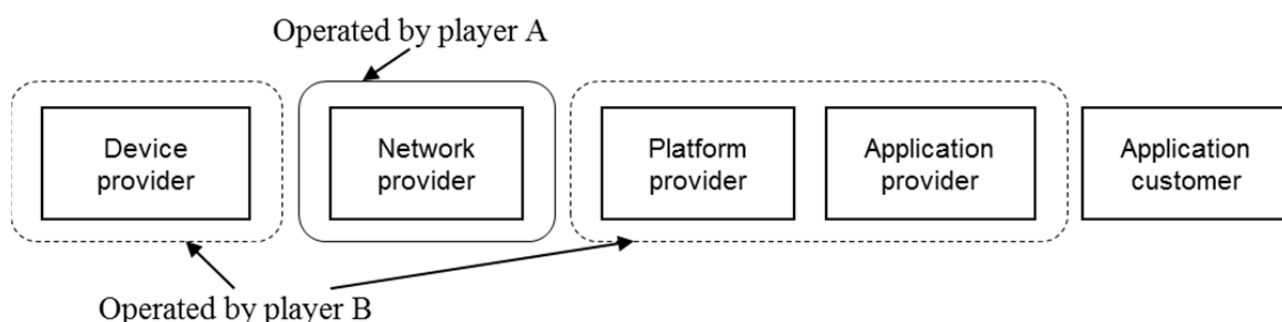 Operated by player A
Device
provider
Network
provider
Platform
provider
Application
provider
Application
customer
Operated by player B